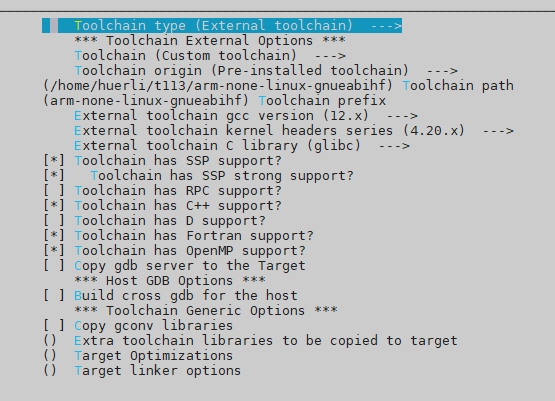 Toolchain type (External toolchain)  --->
*** Toolchain External Options ***
Toolchain (Custom toolchain)  --->
Toolchain origin (Pre-installed toolchain)  --->
(/home/huerli/t113/arm-none-linux-gnueabihf) Toolchain path
(arm-none-linux-gnueabihf) Toolchain prefix
External toolchain gcc version (12.x)  --->
External toolchain kernel headers series (4.20.x)  --->
External toolchain C library (glibc)  --->
[*] Toolchain has SSP support?
[*]   Toolchain has SSP strong support?
[ ] Toolchain has RPC support?
[*] Toolchain has C++ support?
[ ] Toolchain has D support?
[*] Toolchain has Fortran support?
[*] Toolchain has OpenMP support?
[ ] Copy gdb server to the Target
*** Host GDB Options ***
[ ] Build cross gdb for the host
*** Toolchain Generic Options ***
[ ] Copy gconv libraries
()  Extra toolchain libraries to be copied to target
()  Target Optimizations
()  Target linker options